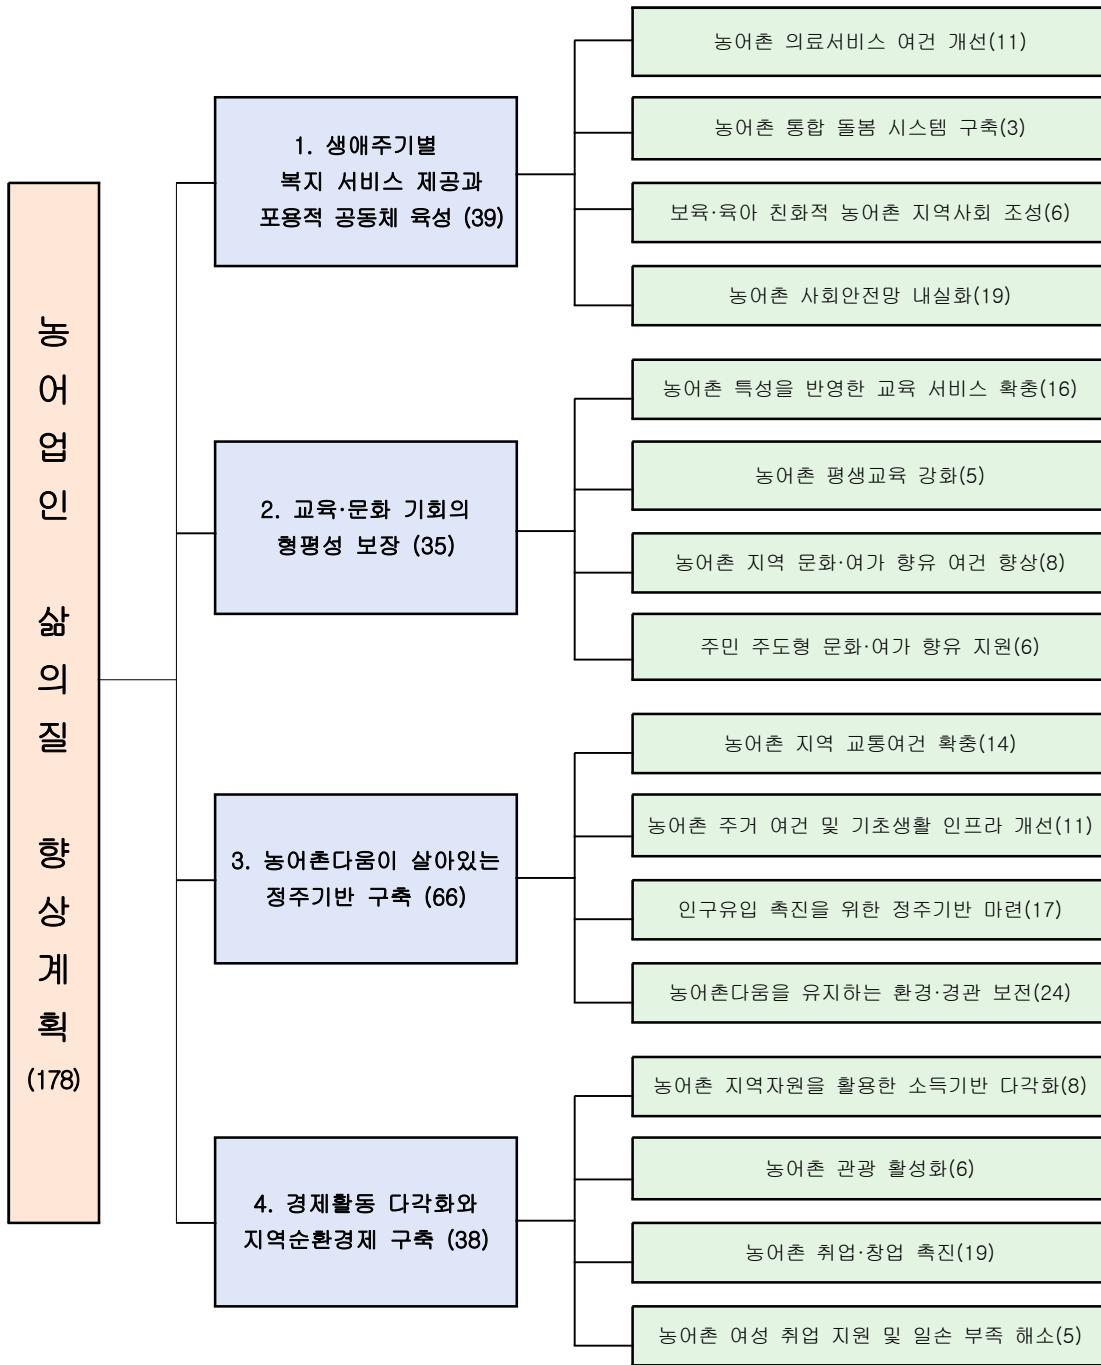 농어업인 삶의질 향상계획
(178)
1. 생애주기별
복지 서비스 제공과
포용적 공동체 육성 (39)
농어촌 의료서비스 여건 개선(11)
농어촌 통합 돌봄 시스템 구축(3)
보육·육아 친화적 농어촌 지역사회 조성(6)
농어촌 사회안전망 내실화(19)
2. 교육·문화 기회의
형평성 보장 (35)
농어촌 특성을 반영한 교육 서비스 확충(16)
농어촌 평생교육 강화(5)
농어촌 지역 문화·여가 향유 여건 향상(8)
주민 주도형 문화·여가 향유 지원(6)
3. 농어촌다움이 살아있는
정주기반 구축 (66)
농어촌 지역 교통여건 확충(14)
농어촌 주거 여건 및 기초생활 인프라 개선(11)
인구유입 촉진을 위한 정주기반 마련(17)
농어촌다움을 유지하는 환경·경관 보전(24)
4. 경제활동 다각화와
지역순환경제 구축 (38)
농어촌 지역자원을 활용한 소득기반 다각화(8)
농어촌 관광 활성화(6)
농어촌 취업·창업 촉진(19)
농어촌 여성 취업 지원 및 일손 부족 해소(5)